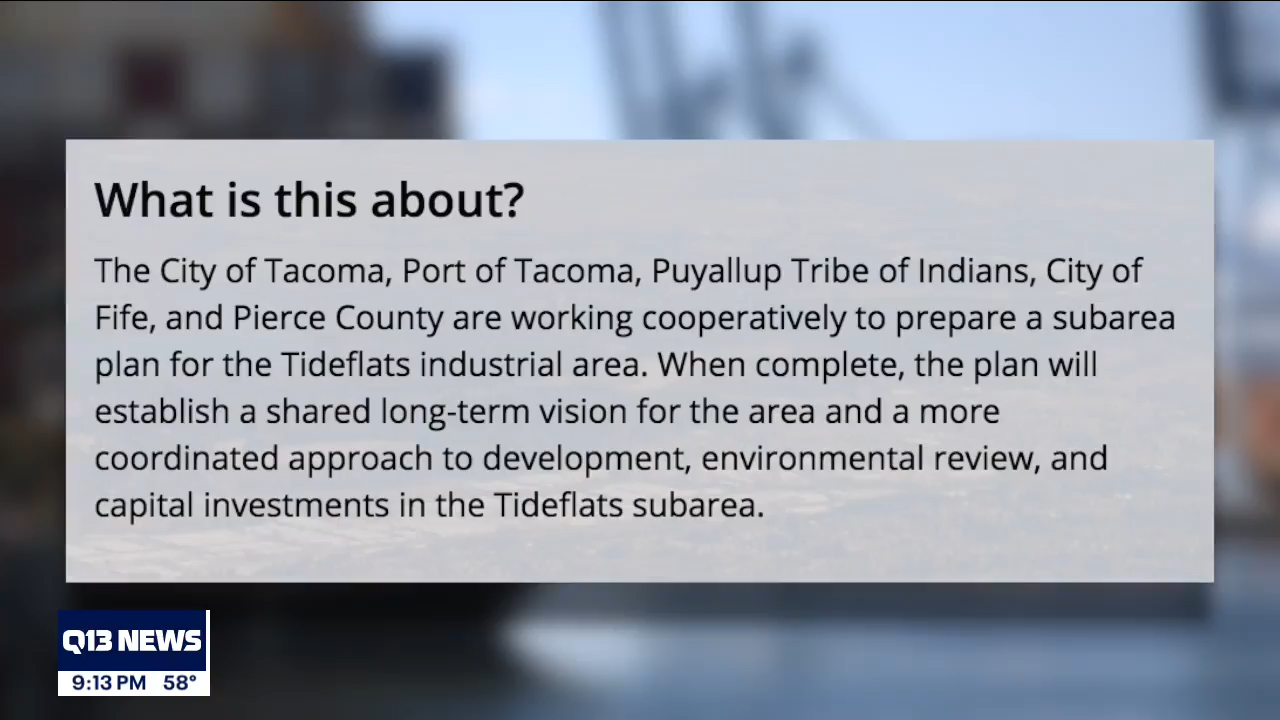 What is this about?
The City of Tacoma, Port of Tacoma, Puyallup Tribe of Indians, City of
Fife, and Pierce County are working cooperatively to prepare a subarea
plan for the Tideflats industrial area. When complete, the plan will
establish a shared long-term vision for the area and a more
coordinated approach to development, environmental review, and
capital investments in the Tideflats subarea.
Q13 NEWS
9:13 PM 58°